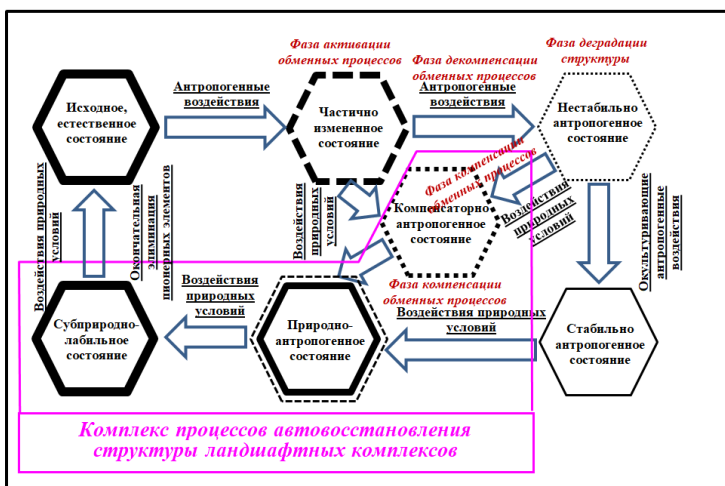 Фаза активации
обменных процессов
Фаза декомпенсации
обменных процессов
Фаза деградации
структуры
Исходное,
естественное
состояние
Антропогенные
воздействия
Частично
измененное
состояние
Антропогенные
воздействия
Нестабильно
антропогенное
состояние
Фаза компенсации
обменных процессов
Воздействия природных
условий
Окончательная
элиминация
пионерных элементов
Воздействия
природных
условий
Компенсаторно
антропогенное
состояние
Воздействия
природных
условий
Окультуривающие
антропогенные
воздействия
Фаза компенсации
обменных процессов
Субприродно-
лабильное
состояние
Воздействия
природных
условий
Природно-
антропогенное
состояние
Воздействия природных
условий
Стабильно
антропогенное
состояние
Комплекс процессов автовосстановления
структуры ландшафтных комплексов